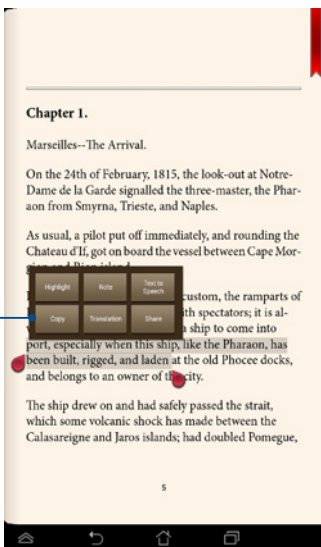 Chapter 1.
Marseilles--The Arrival.
On the 24th of February, 1815, the look-out at Notre-
Dame de la Garde signalled the three-master, the Phar-
aon from Smyrna, Trieste, and Naples.
As usual, a pilot put off immediately, and rounding the
Chateau d'If, got on board the vessel between Cape Mor-
Highlight Note Text to Speech
custom, the ramparts of
ith spectators; it is al-
Copy Translation Share
ship to come into
port, especially when this ship, like the Pharaon, has
been built, rigged, and laden at the old Phocee docks,
and belongs to an owner of the city.
The ship drew on and had safely passed the strait,
which some volcanic shock has made between the
Calasareigne and Jaros islands; had doubled Pomegue,
5